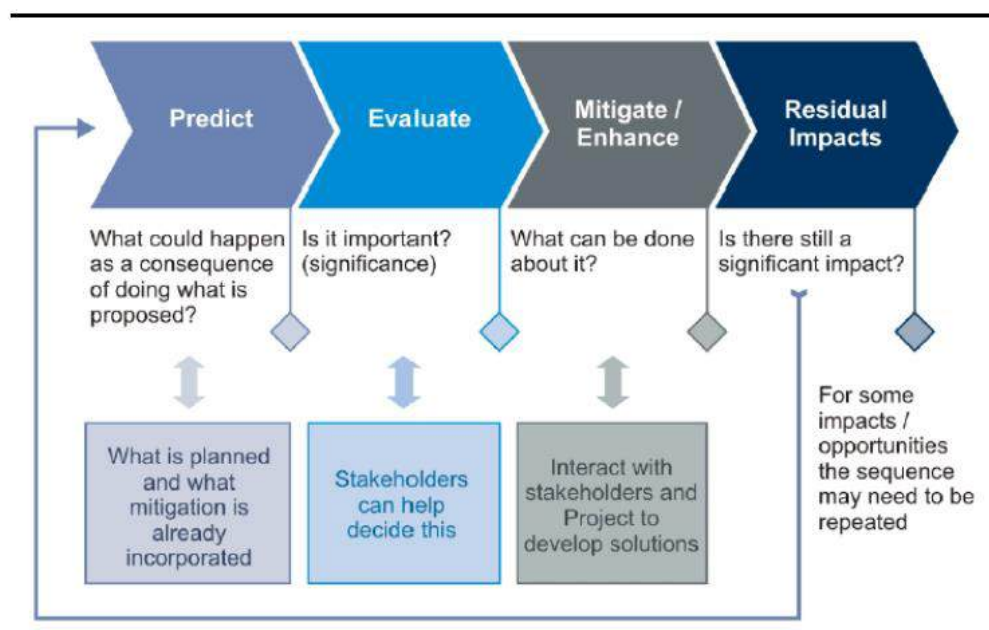 Predict
Evaluate
Mitigate /
Enhance
Residual
Impacts
What could happen
as a consequence
of doing what is
proposed?
Is it important?
(significance)
What can be done
about it?
Is there still a
significant impact?
What is planned
and what
mitigation is
already
incorporated
Stakeholders
can help
decide this
Interact with
stakeholders and
Project to
develop solutions
For some
impacts /
opportunities
the sequence
may need to be
repeated